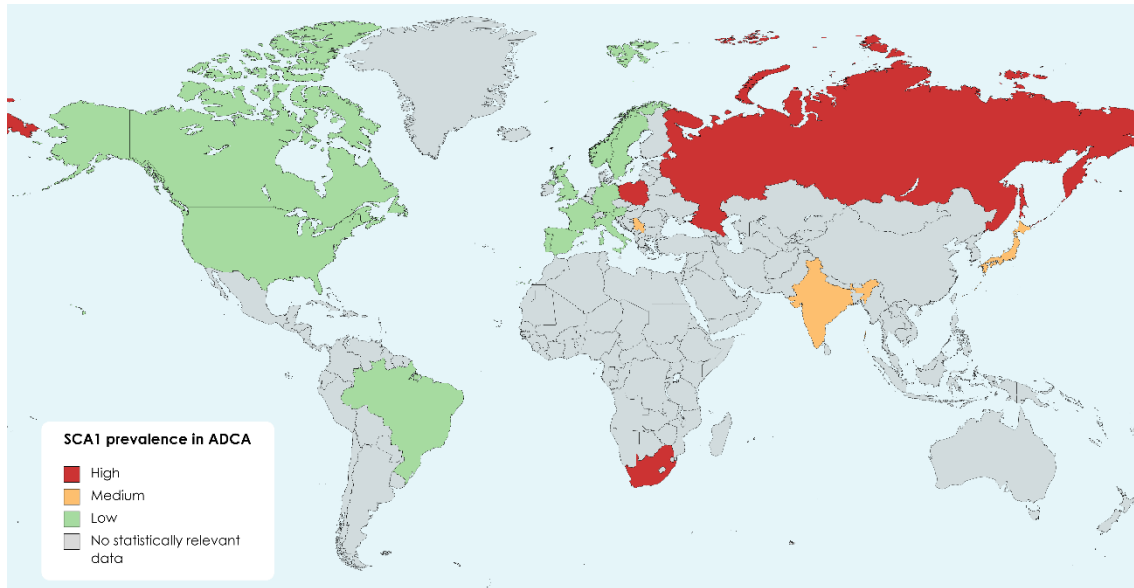 SCA1 prevalence in ADCA
High
Medium
Low
No statistically relevant
data